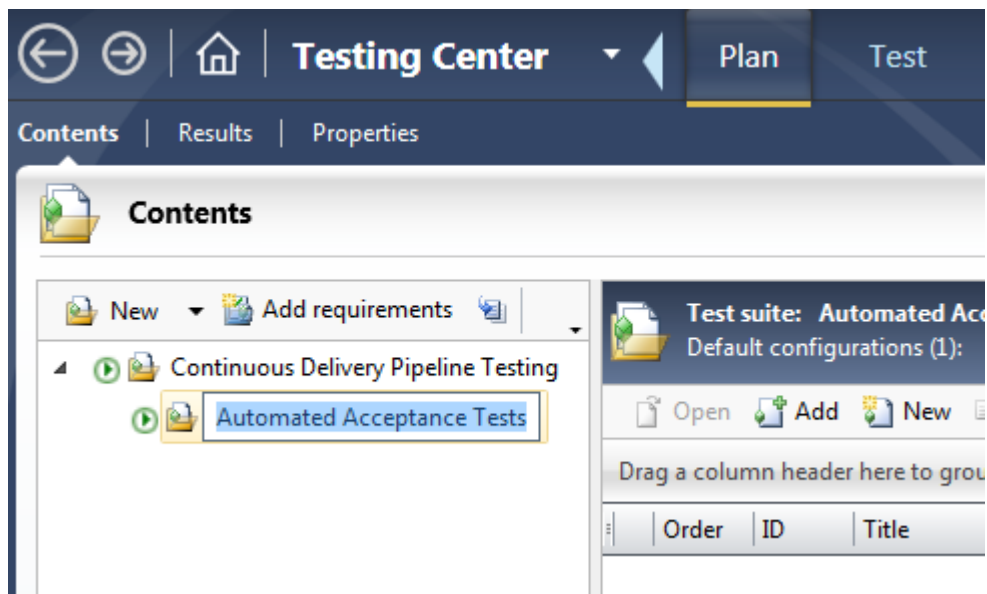 Testing Center Plan Test
Contents | Results | Properties
Contents
New Add requirements
Continuous Delivery Pipeline Testing
Automated Acceptance Tests
Test suite: Automated Acc
Default configurations (1):
Open Add New
Drag a column header here to grou
Order ID Title